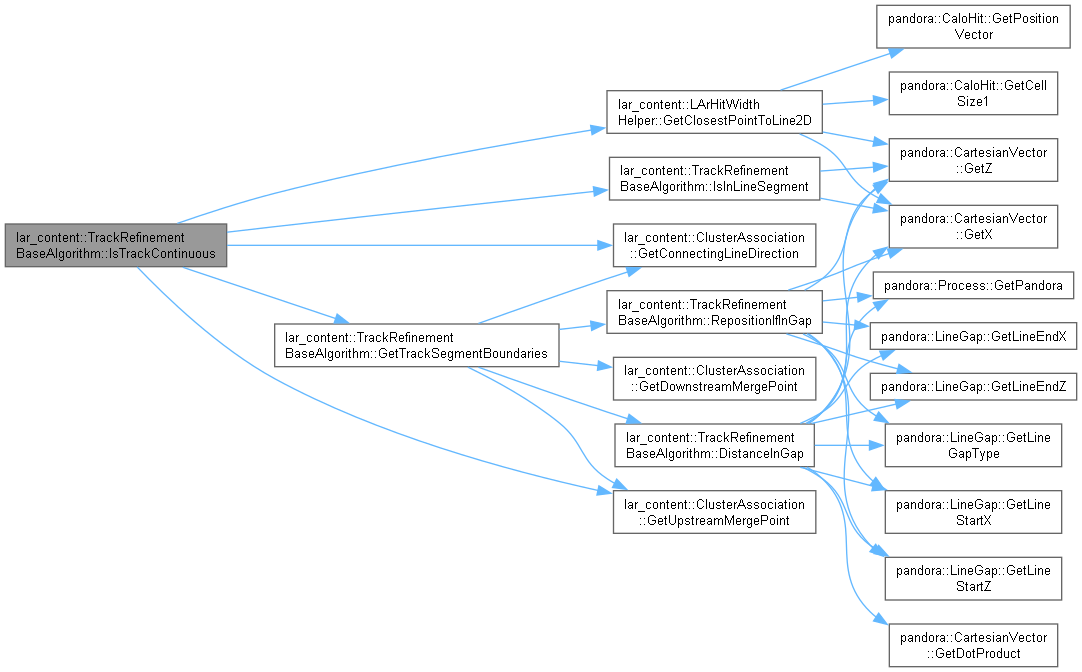 lar_content::TrackRefinement
BaseAlgorithm::IsTrackContinuous
lar_content::TrackRefinement
BaseAlgorithm::GetTrackSegmentBoundaries
lar_content::LArHitWidth
Helper::GetClosestPointToLine2D
lar_content::TrackRefinement
BaseAlgorithm::IsInLineSegment
lar_content::ClusterAssociation
::GetConnectingLineDirection
lar_content::TrackRefinement
BaseAlgorithm::RepositionIfInGap
lar_content::ClusterAssociation
::GetDownstreamMergePoint
lar_content::TrackRefinement
BaseAlgorithm::DistanceInGap
lar_content::ClusterAssociation
::GetUpstreamMergePoint
pandora::CaloHit::GetPosition
Vector
pandora::CaloHit::GetCell
Size1
pandora::CartesianVector
::GetZ
pandora::CartesianVector
::GetX
pandora::Process::GetPandora
pandora::LineGap::GetLineEndX
pandora::LineGap::GetLineEndZ
pandora::LineGap::GetLine
GapType
pandora::LineGap::GetLine
StartX
pandora::LineGap::GetLine
StartZ
pandora::CartesianVector
::GetDotProduct